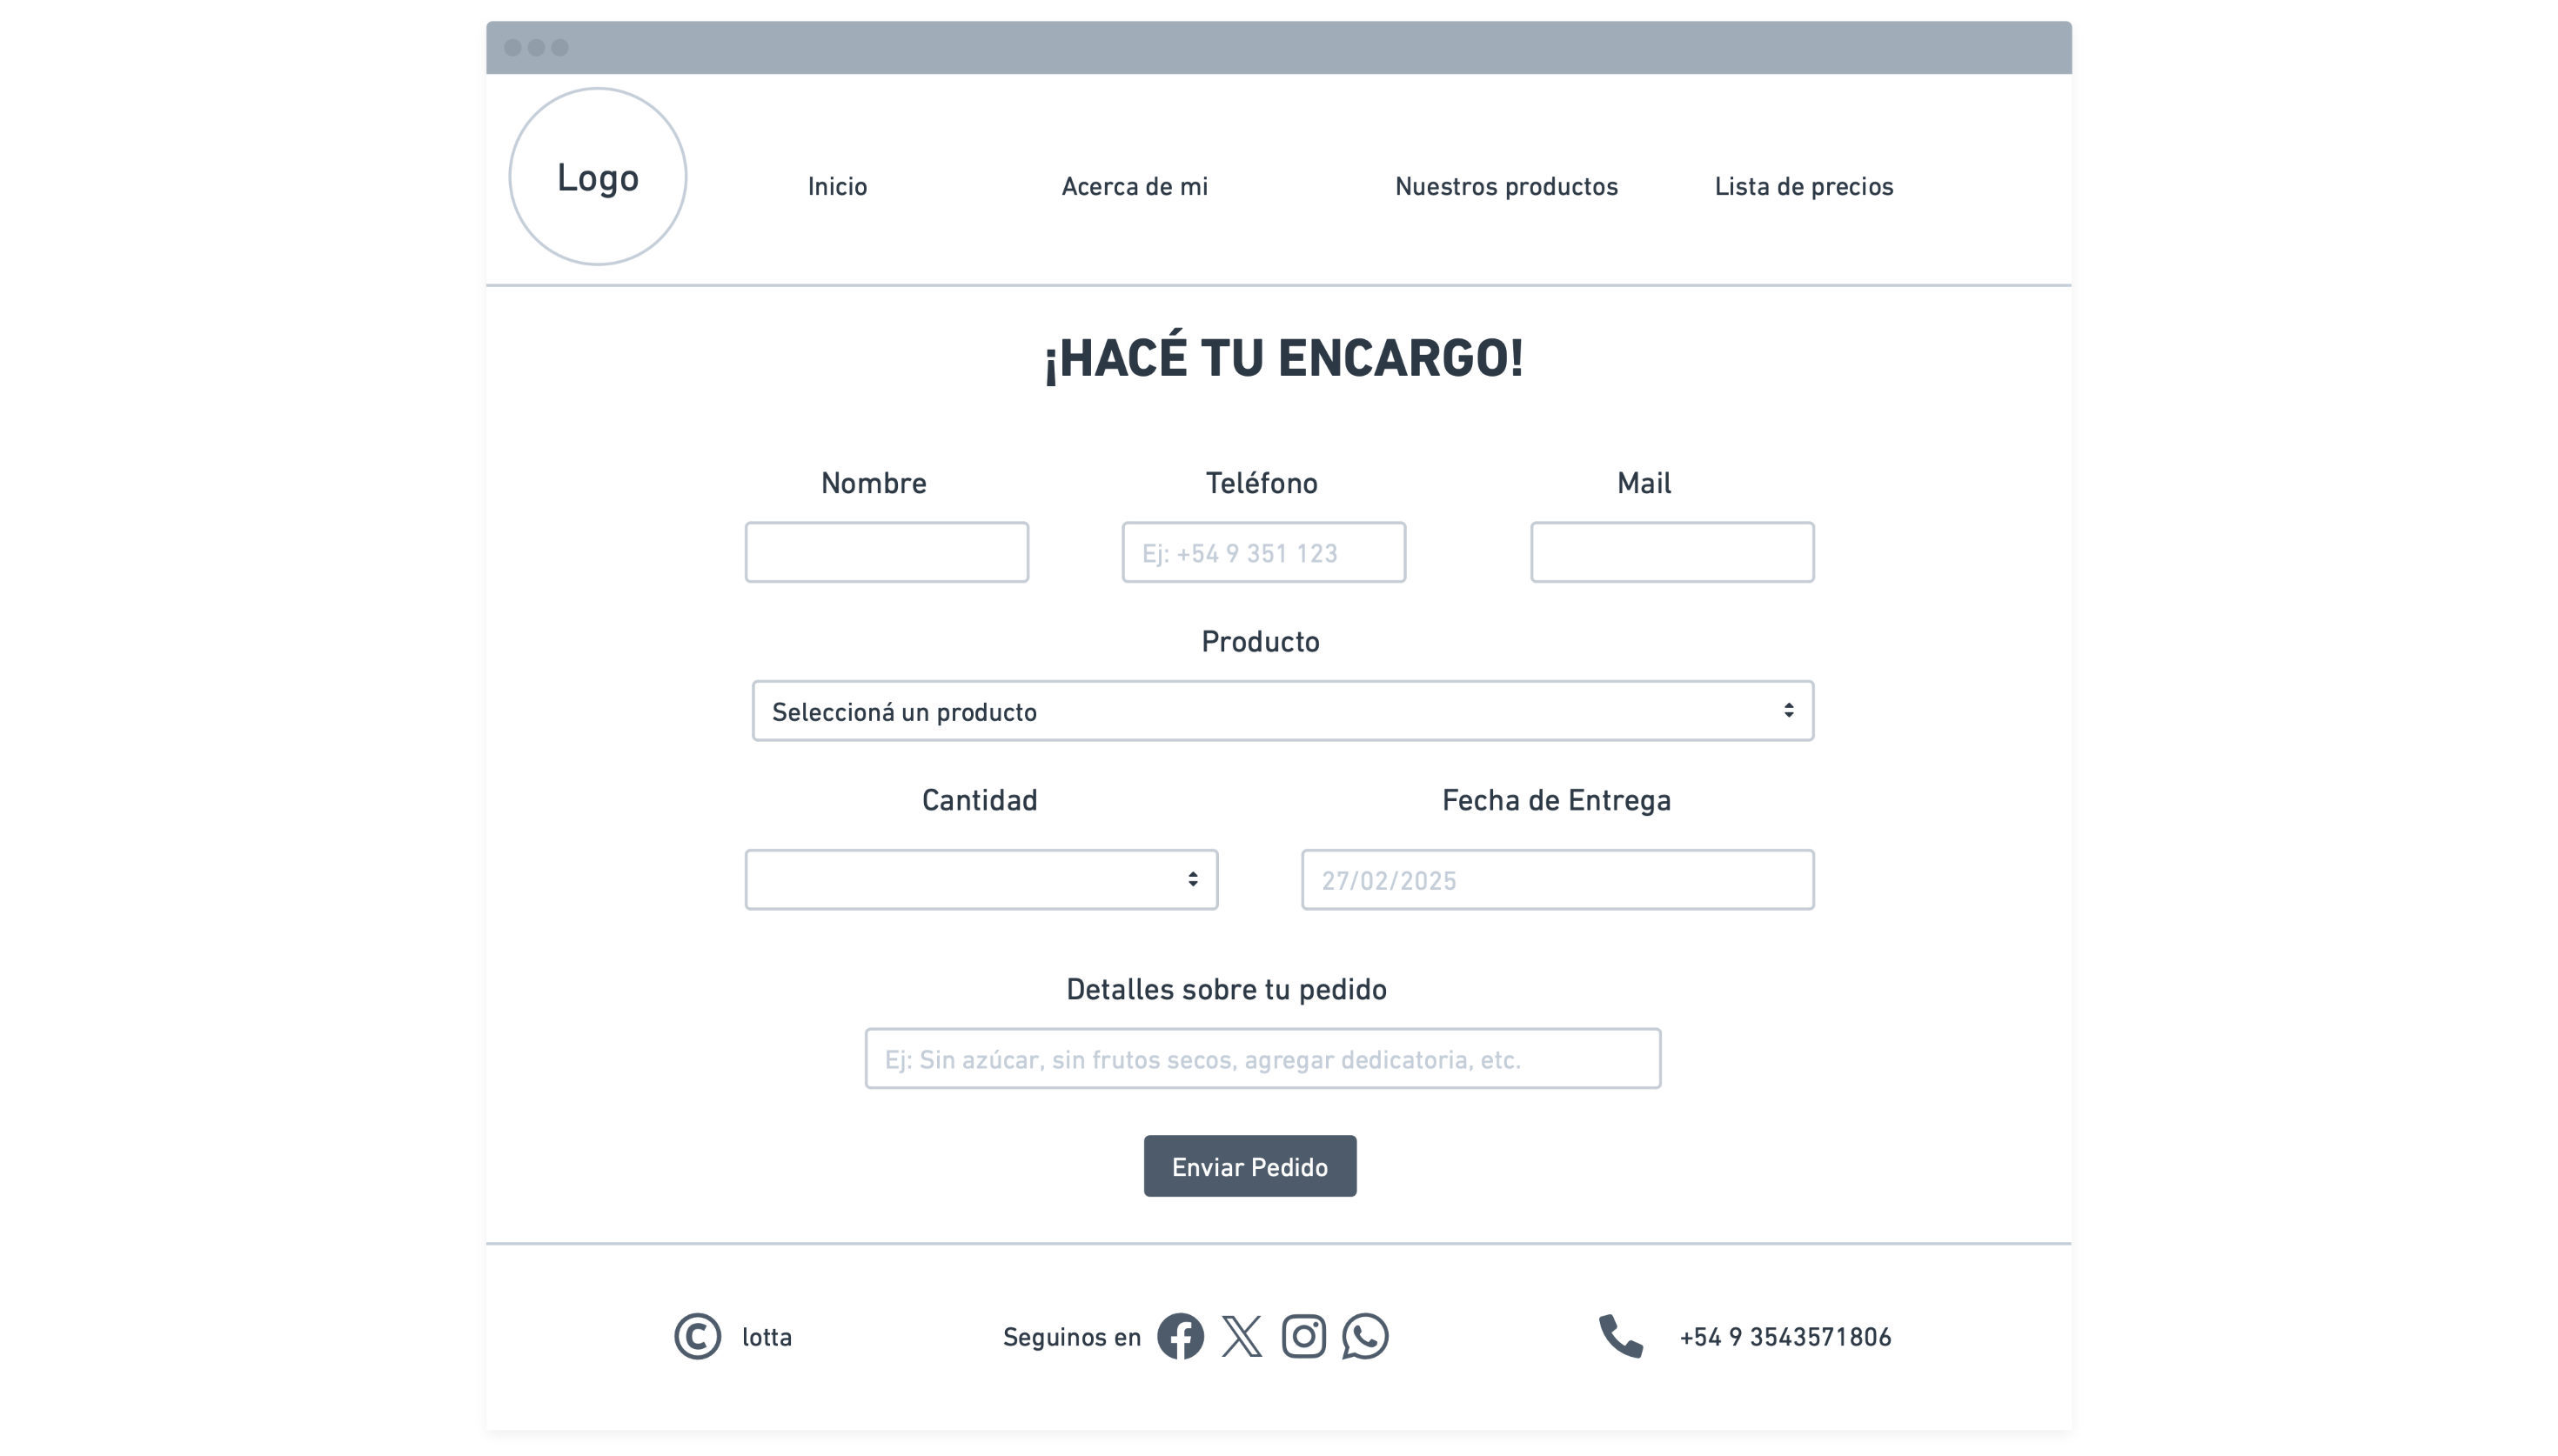 Logo
Inicio Acerca de mi Nuestros productos Lista de precios
¡HACÉ TU ENCARGO!
Nombre Teléfono Mail
Ej: +54 9 351 123
Producto
Seleccioná un producto
Cantidad Fecha de Entrega
27/02/2025
Detalles sobre tu pedido
Ej: Sin azúcar, sin frutos secos, agregar dedicatoria, etc.
Enviar Pedido
© lotta Seguinos en +54 9 3543571806